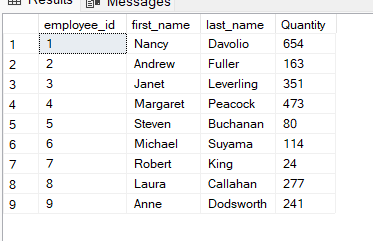 Results Messages
employee_id first_name last_name Quantity
1 1 Nancy Davolio 654
2 2 Andrew Fuller 163
3 3 Janet Leverling 351
4 4 Margaret Peacock 473
5 5 Steven Buchanan 80
6 6 Michael Suyama 114
7 7 Robert King 24
8 8 Laura Callahan 277
9 9 Anne Dodsworth 241